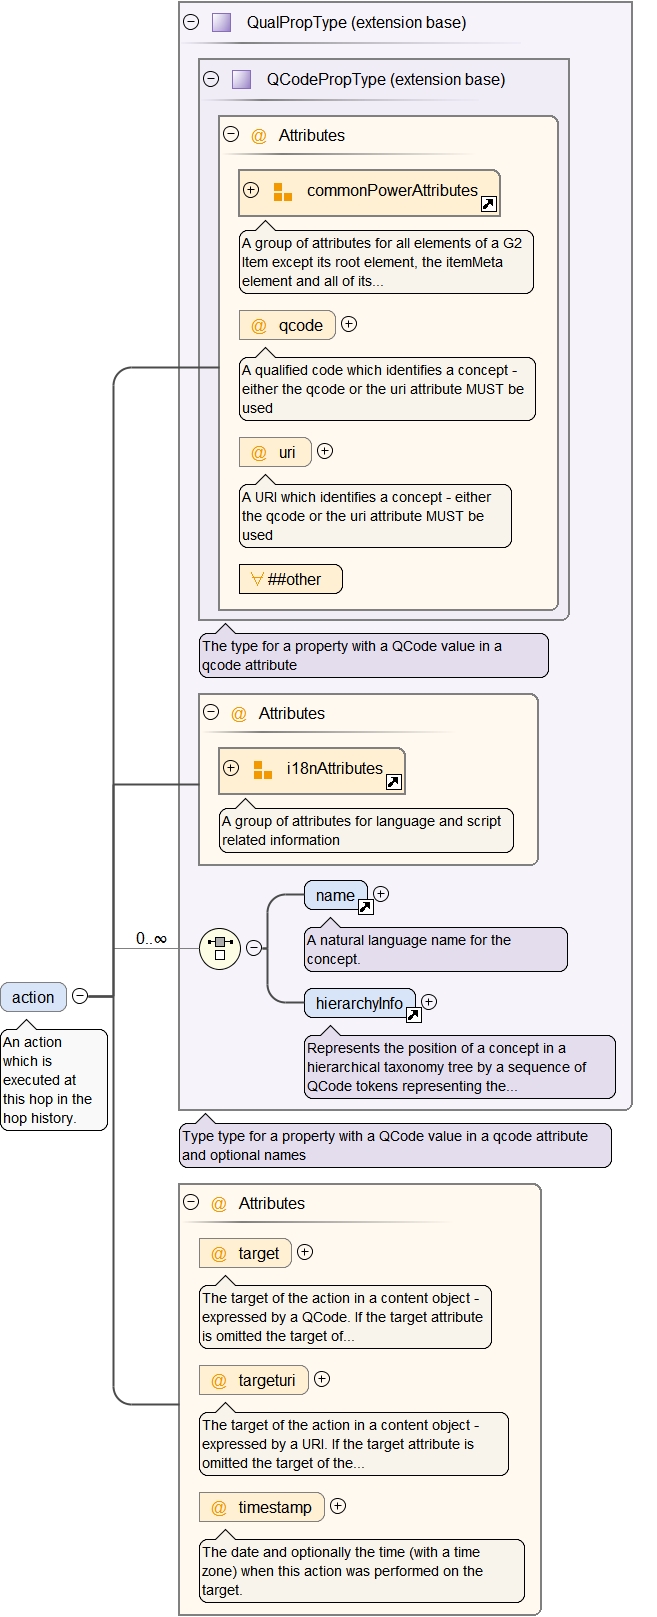 QualPropType (extension base)
QCodePropType (extension base)
@ Attributes
commonPowerAttributes
A group of attributes for all elements of a G2
Item except its root element, the itemMeta
element and all of its...
@ qcode
A qualified code which identifies a concept -
either the qcode or the uri attribute MUST be
used
@ uri
A URI which identifies a concept - either
the qcode or the uri attribute MUST be
used
##other
The type for a property with a QCode value in a
qcode attribute
@ Attributes
i18nAttributes
A group of attributes for language and script
related information
name
0..∞
A natural language name for the
concept.
action
hierarchyInfo
An action
which is
executed at
this hop in the
hop history.
Represents the position of a concept in a
hierarchical taxonomy tree by a sequence of
QCode tokens representing the...
Type type for a property with a QCode value in a qcode attribute
and optional names
@ Attributes
@ target
The target of the action in a content object -
expressed by a QCode. If the target attribute
is omitted the target of...
@ targeturi
The target of the action in a content object -
expressed by a URI. If the target attribute is
omitted the target of the...
@ timestamp
The date and optionally the time (with a time
zone) when this action was performed on the
target.